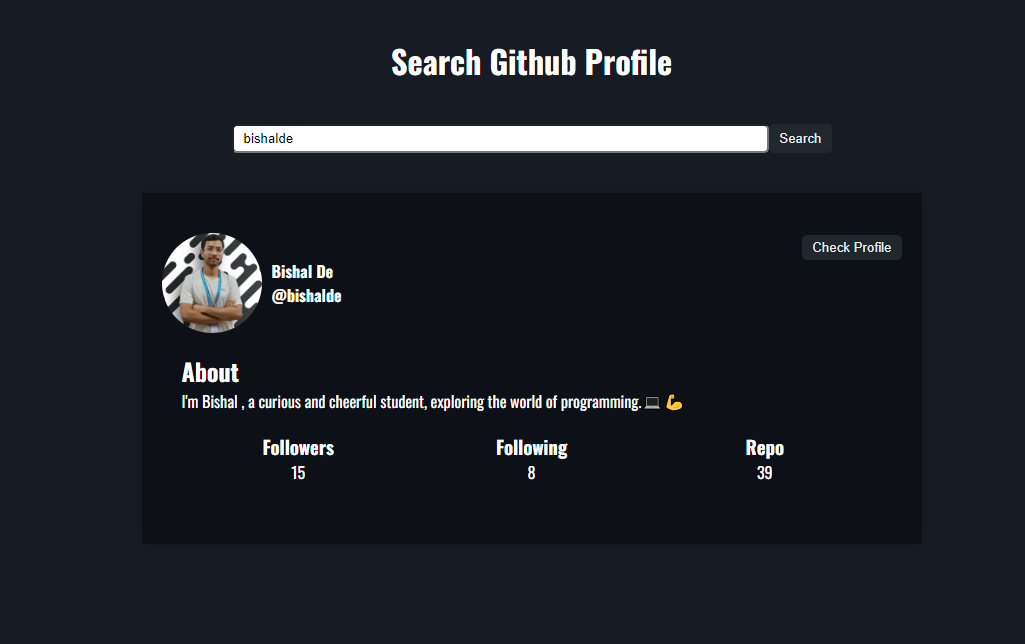 Search Github Profile
bishalde
Search
Check Profile
Bishal De
@bishalde
About
I'm Bishal , a curious and cheerful student, exploring the world of programming. 💻 💪
Followers
Following
Repo
15
8
39